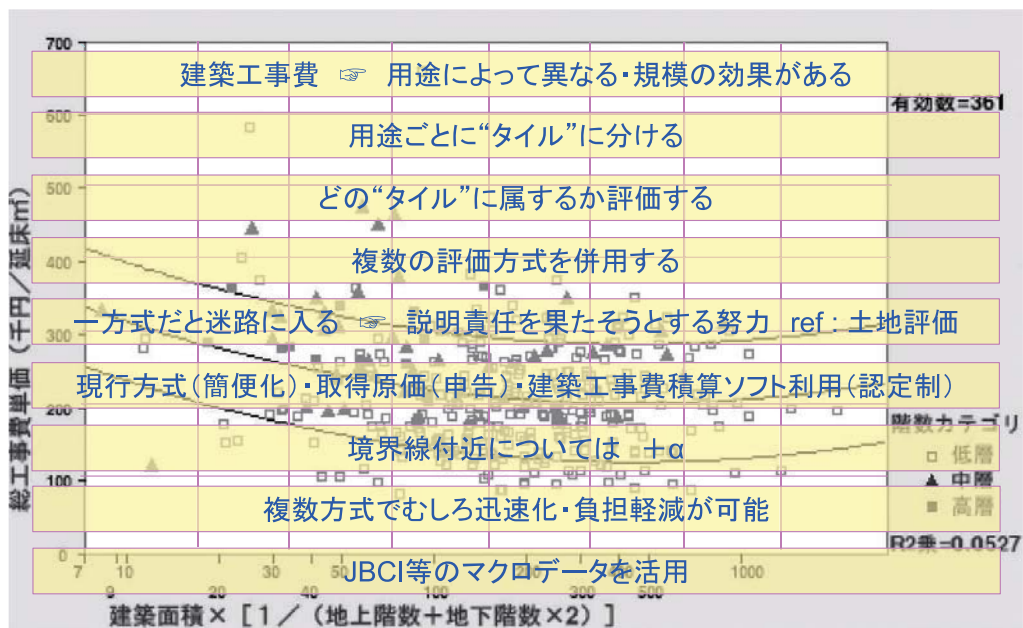 建築工事費 ☞ 用途によって異なる・規模の効果がある
用途ごとに“タイル”に分ける
どの“タイル”に属するか評価する
複数の評価方式を併用する
一方式だと迷路に入る ☞ 説明責任を果たそうとする努力 ref：土地評価
現行方式（簡便化）・取得原価（申告）・建築工事費積算ソフト利用（認定制）
境界線付近については ＋α
複数方式でむしろ迅速化・負担軽減が可能
JBCI等のマクロデータを活用
総工事費単価（千円／延床㎡）
700
600
500
400
300
200
100
0
有効数=361
階数カテゴリ
低層
中層
高層
R2乗=0.0527
7 10 30 50 200 400 1000
9 20 40 100 300 500
建築面積×［１／（地上階数＋地下階数×２）］